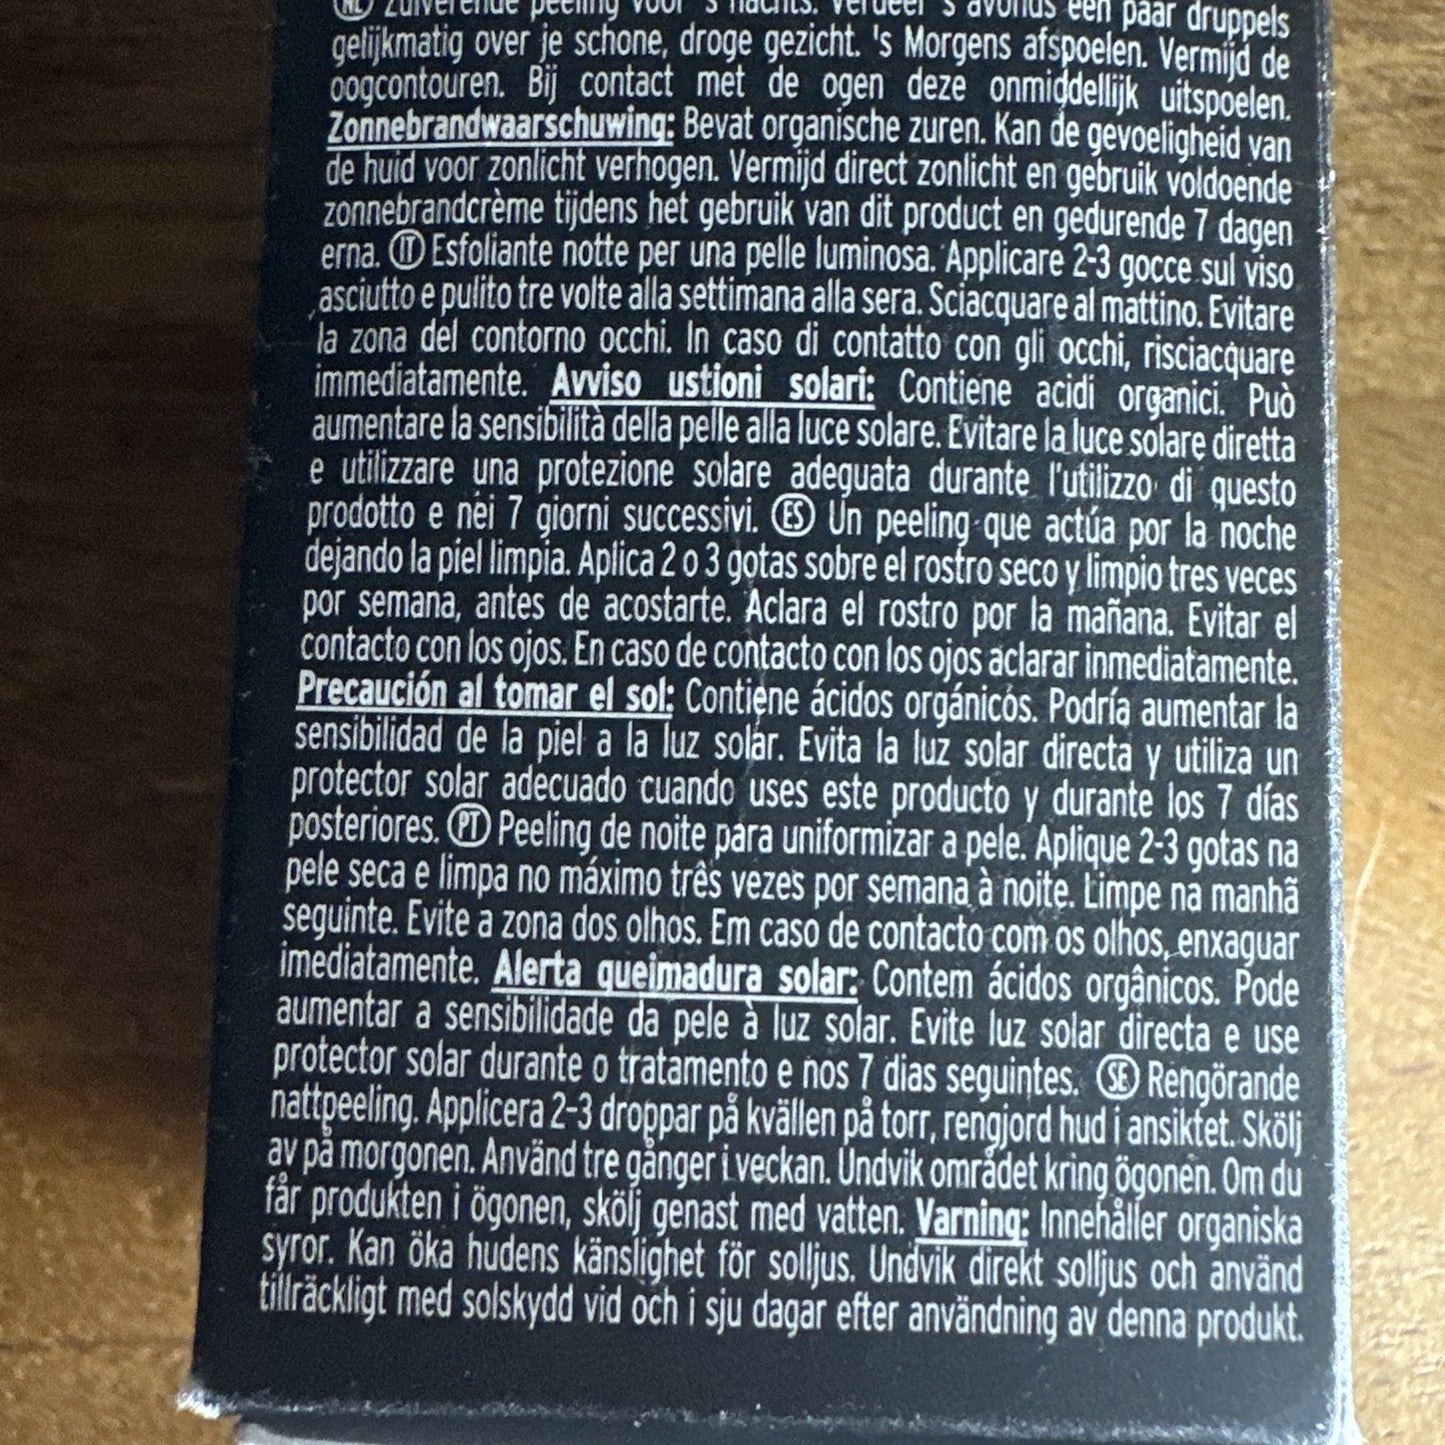 NL Zuiverende peeling voor 's nachts. Verdeel 's avonds een paar druppels
gelijkmatig over je schone, droge gezicht. 's Morgens afspoelen. Vermijd de
oogcontouren. Bij contact met de ogen deze onmiddellijk uitspoelen.
Zonnebrandwaarschuwing: Bevat organische zuren. Kan de gevoeligheid van
de huid voor zonlicht verhogen. Vermijd direct zonlicht en gebruik voldoende
zonnebrandcrème tijdens het gebruik van dit product en gedurende 7 dagen
erna. IT Esfoliante notte per una pelle luminosa. Applicare 2-3 gocce sul viso
asciutto e pulito tre volte alla settimana alla sera. Sciacquare al mattino. Evitare
la zona del contorno occhi. In caso di contatto con gli occhi, risciacquare
immediatamente. Avviso ustioni solari: Contiene acidi organici. Può
aumentare la sensibilità della pelle alla luce solare. Evitare la luce solare diretta
e utilizzare una protezione solare adeguata durante l'utilizzo di questo
prodotto e nei 7 giorni successivi. ES Un peeling que actúa por la noche
dejando la piel limpia. Aplica 2 o 3 gotas sobre el rostro seco y limpio tres veces
por semana, antes de acostarte. Aclara el rostro por la mañana. Evitar el
contacto con los ojos. En caso de contacto con los ojos aclarar inmediatamente.
Precaución al tomar el sol: Contiene ácidos orgánicos. Podría aumentar la
sensibilidad de la piel a la luz solar. Evita la luz solar directa y utiliza un
protector solar adecuado cuando uses este producto y durante los 7 días
posteriores. PT Peeling de noite para uniformizar a pele. Aplique 2-3 gotas na
pele seca e limpa no máximo três vezes por semana à noite. Limpe na manhã
seguinte. Evite a zona dos olhos. Em caso de contacto com os olhos, enxaguar
imediatamente. Alerta queimadura solar: Contem ácidos orgânicos. Pode
aumentar a sensibilidade da pele à luz solar. Evite luz solar directa e use
protector solar durante o tratamento e nos 7 dias seguintes. SE Rengörande
nattpeeling. Applicera 2-3 droppar på kvällen på torr, rengjord hud i ansiktet. Skölj
av på morgonen. Använd tre gånger i veckan. Undvik området kring ögonen. Om du
får produkten i ögonen, skölj genast med vatten. Varning: Innehåller organiska
syror. Kan öka hudens känslighet för solljus. Undvik direkt solljus och använd
tillräckligt med solskydd vid och i sju dagar efter användning av denna produkt.